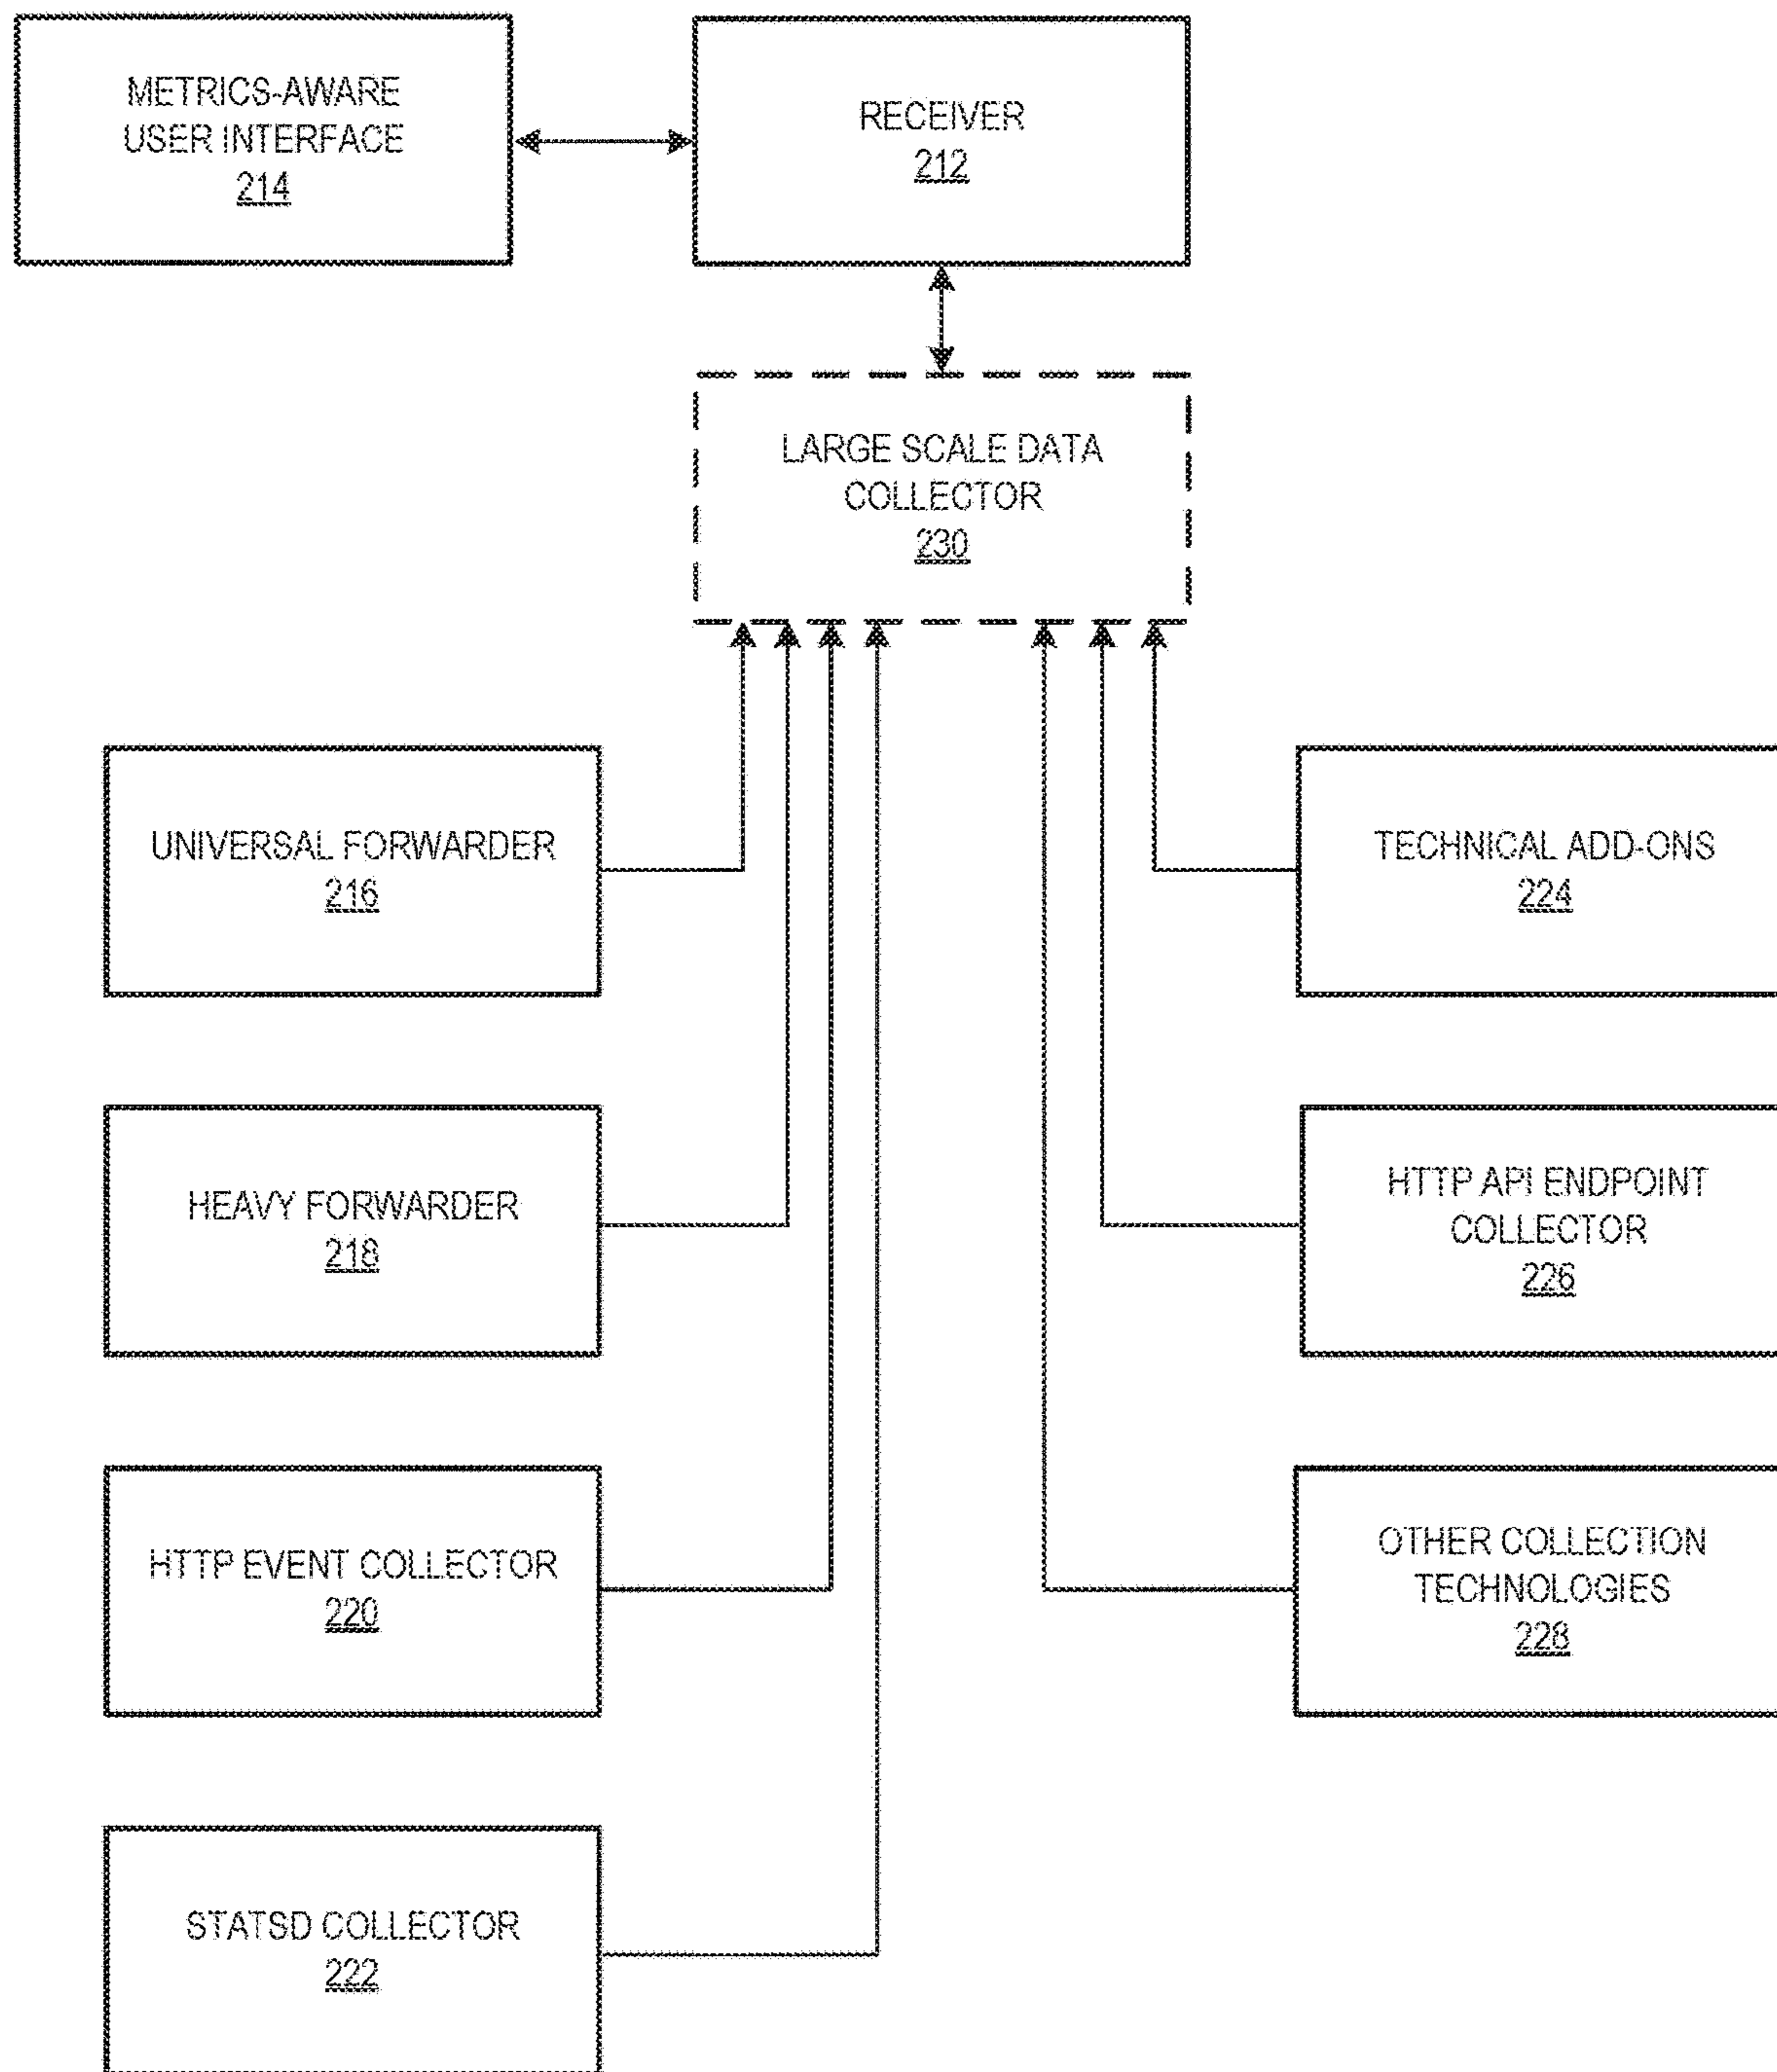 METRICS-AWARE
USER INTERFACE
214
RECEIVER
212
LARGE SCALE DATA
COLLECTOR
230
UNIVERSAL FORWARDER
216
TECHNICAL ADD-ONS
224
HEAVY FORWARDER
218
HTTP API ENDPOINT
COLLECTOR
226
HTTP EVENT COLLECTOR
220
OTHER COLLECTION
TECHNOLOGIES
228
STATSD COLLECTOR
222